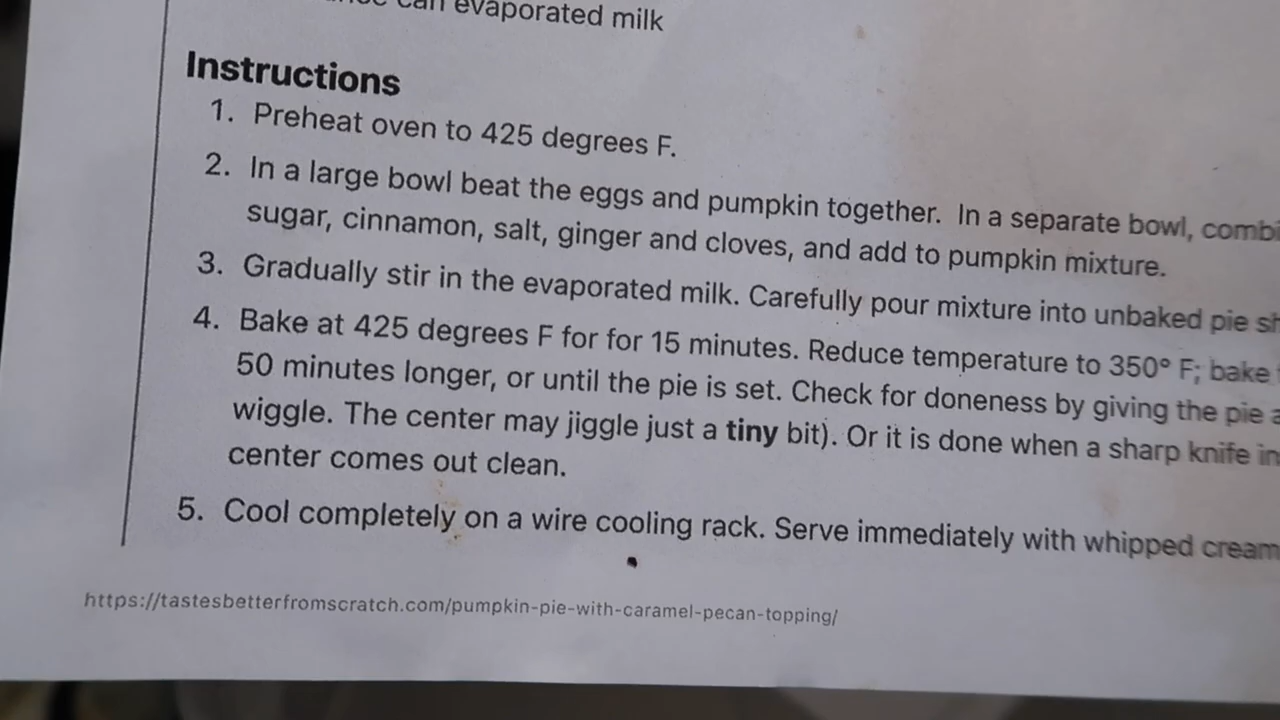 can evaporated milk
Instructions
1. Preheat oven to 425 degrees F.
2. In a large bowl beat the eggs and pumpkin together. In a separate bowl,
sugar, cinnamon, salt, ginger and cloves, and add to pumpkin mixture.
3. Gradually stir in the evaporated milk. Carefully pour mixture into unbaked pie
4. Bake at 425 degrees F for for 15 minutes. Reduce temperature to 350° F; bake
50 minutes longer, or until the pie is set. Check for doneness by giving the pie a
wiggle. The center may jiggle just a tiny bit). Or it is done when a sharp knife
center comes out clean.
5. Cool completely on a wire cooling rack. Serve immediately with whipped cream
https://tastesbetterfromscratch.com/pumpkin-pie-with-caramel-pecan-topping/